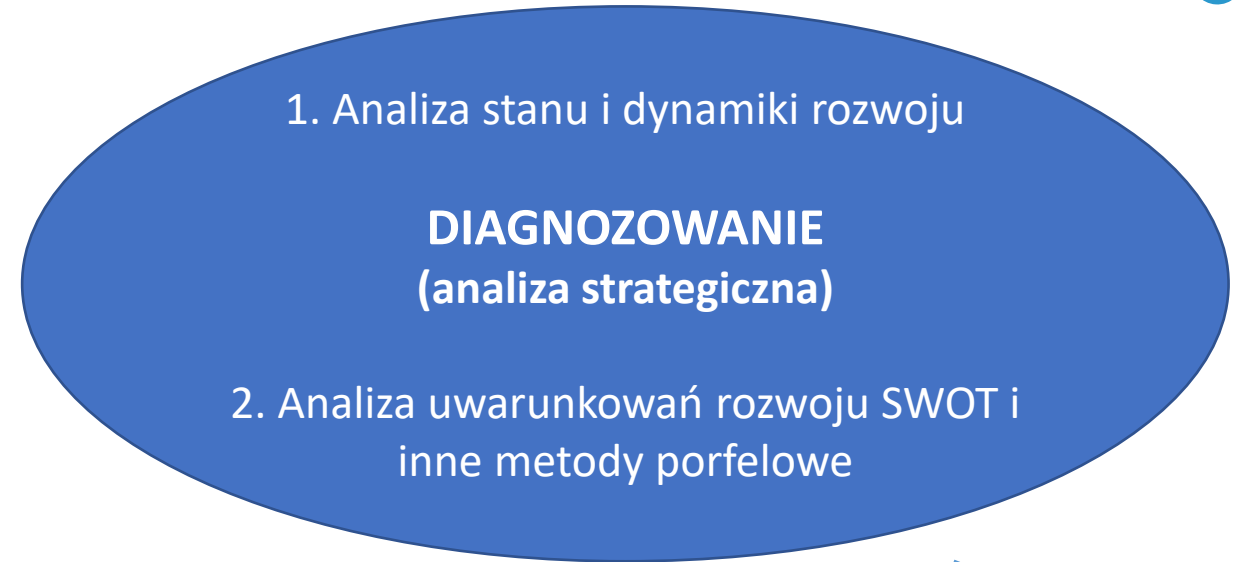 1. Analiza stanu i dynamiki rozwoju
DIAGNOZOWANIE
(analiza strategiczna)
2. Analiza uwarunkowań rozwoju SWOT i
inne metody porfelowe